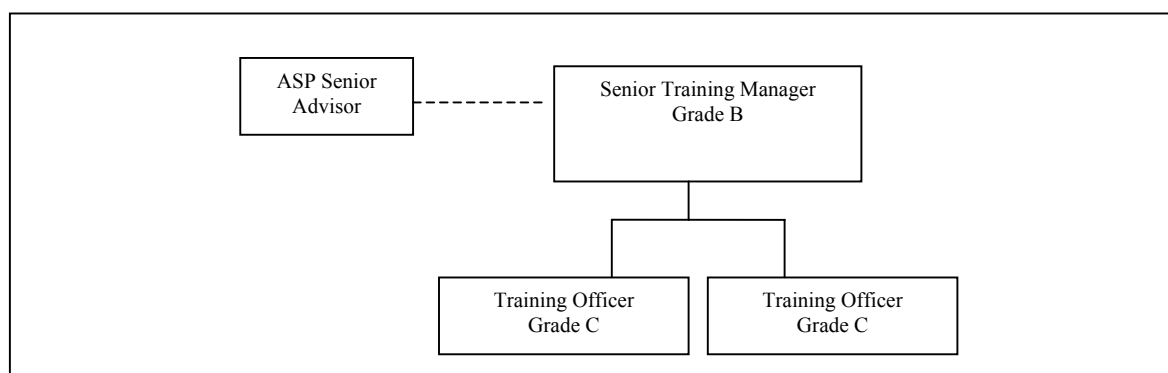 ASP Senior
Advisor
Senior Training Manager
Grade B
Training Officer
Grade C
Training Officer
Grade C